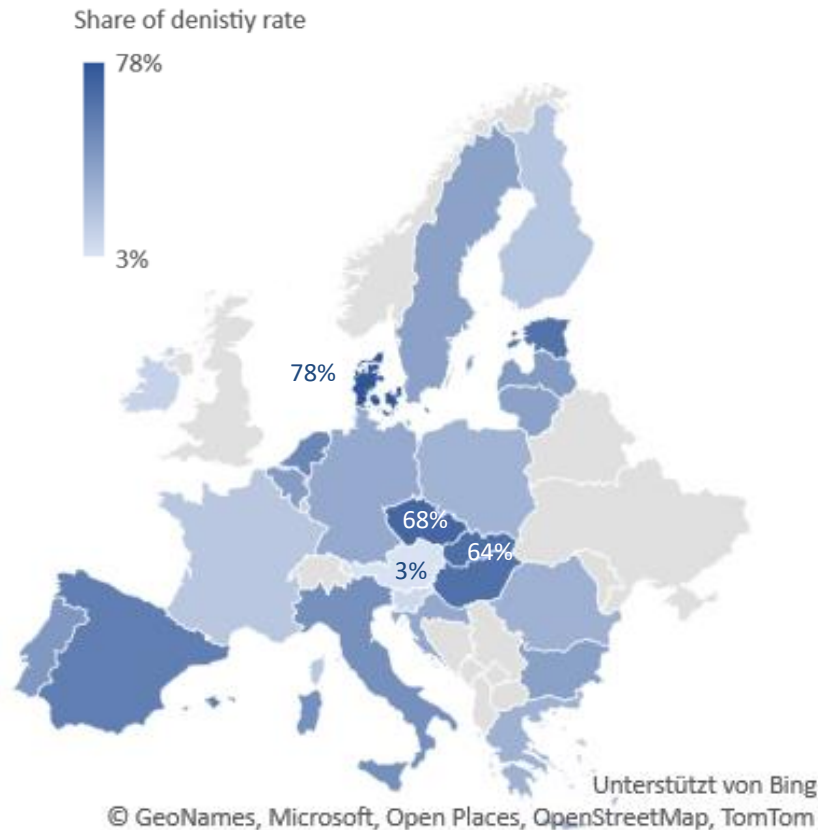 Share of denistiy rate
78%
3%
78%
68%
64%
3%
Unterstützt von Bing
© GeoNames, Microsoft, Open Places, OpenStreetMap, TomTom